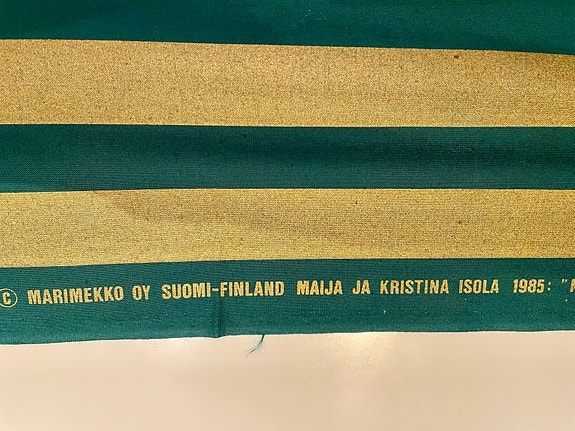 © MARIMEKKO OY SUOMI-FINLAND MAIJA JA KRISTINA ISOLA 1985: "